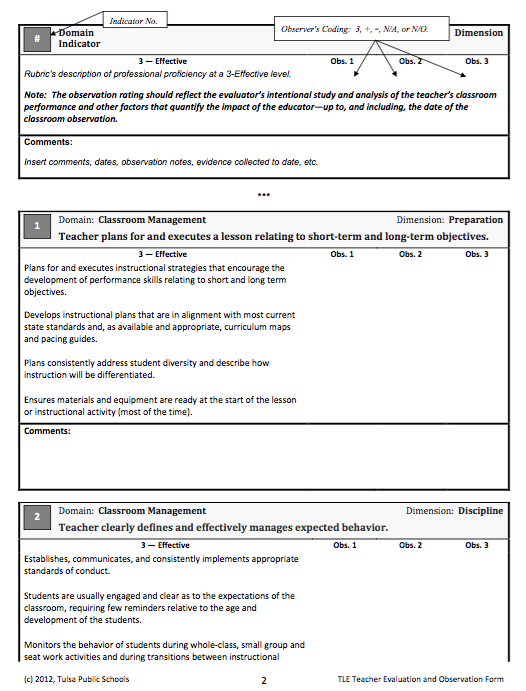 Indicator No.
Observer's Coding: 3, +, –, N/A, or N/O.
# Domain Dimension
Indicator
3 — Effective Obs. 1 Obs. 2 Obs. 3
Rubric's description of professional proficiency at a 3-Effective level.
Note: The observation rating should reflect the evaluator's intentional study and analysis of the teacher's classroom
performance and other factors that quantify the impact of the educator—up to, and including, the date of the
classroom observation.
Comments:
Insert comments, dates, observation notes, evidence collected to date, etc.
***
1 Domain: Classroom Management Dimension: Preparation
Teacher plans for and executes a lesson relating to short-term and long-term objectives.
3 — Effective Obs. 1 Obs. 2 Obs. 3
Plans for and executes instructional strategies that encourage the
development of performance skills relating to short and long term
objectives.
Develops instructional plans that are in alignment with most current
state standards and, as available and appropriate, curriculum maps
and pacing guides.
Plans consistently address student diversity and describe how
instruction will be differentiated.
Ensures materials and equipment are ready at the start of the lesson
or instructional activity (most of the time).
Comments:
2 Domain: Classroom Management Dimension: Discipline
Teacher clearly defines and effectively manages expected behavior.
3 — Effective Obs. 1 Obs. 2 Obs. 3
Establishes, communicates, and consistently implements appropriate
standards of conduct.
Students are usually engaged and clear as to the expectations of the
classroom, requiring few reminders relative to the age and
development of the students.
Monitors the behavior of students during whole-class, small group and
seat work activities and during transitions between instructional
(c) 2012, Tulsa Public Schools 2 TLE Teacher Evaluation and Observation Form